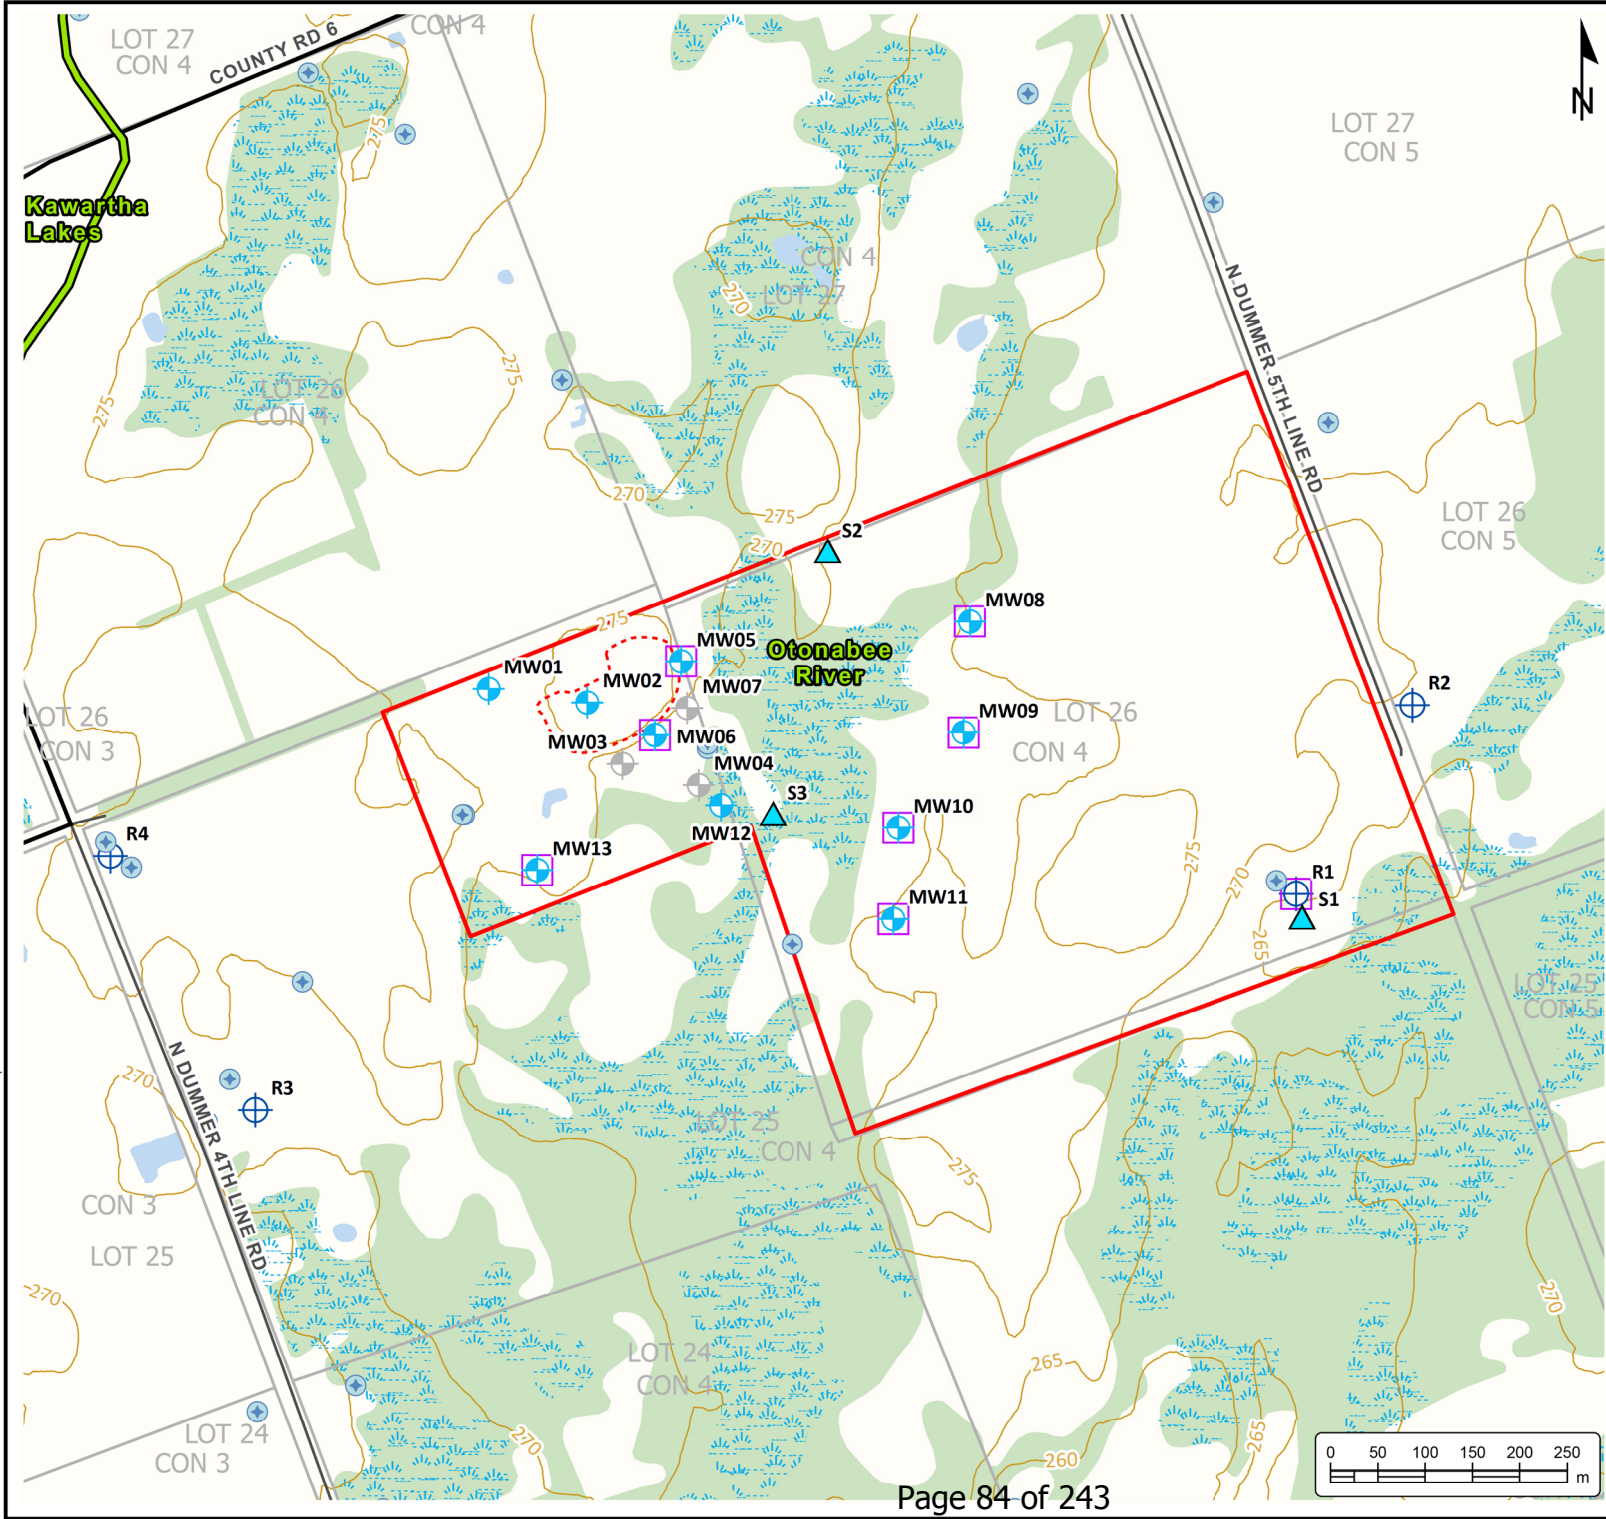 LOT 27
CON 4
COUNTY RD 6
CON 4
N
LOT 27
CON 5
Kawartha
Lakes
CON 4
LOT 27
270
275
275
275
N DUMMER 5TH LINE RD
LOT 26
CON 4
270
275
270
S2
LOT 26
CON 5
275
MW08
MW05
Otonabee
River
MW01
MW02
MW07
R2
LOT 26
CON 3
MW03
MW06
MW09
LOT 26
CON 4
MW04
S3
MW10
MW12
R4
MW13
275
270
R1
S1
MW11
265
LOT 25
CON 5
270
N DUMMER 4TH LINE RD
R3
LOT 25
CON 4
275
CON 3
LOT 25
270
270
LOT 24
CON 4
265
LOT 24
CON 3
270
265
260
0 50 100 150 200 250
m
Page 84 of 243